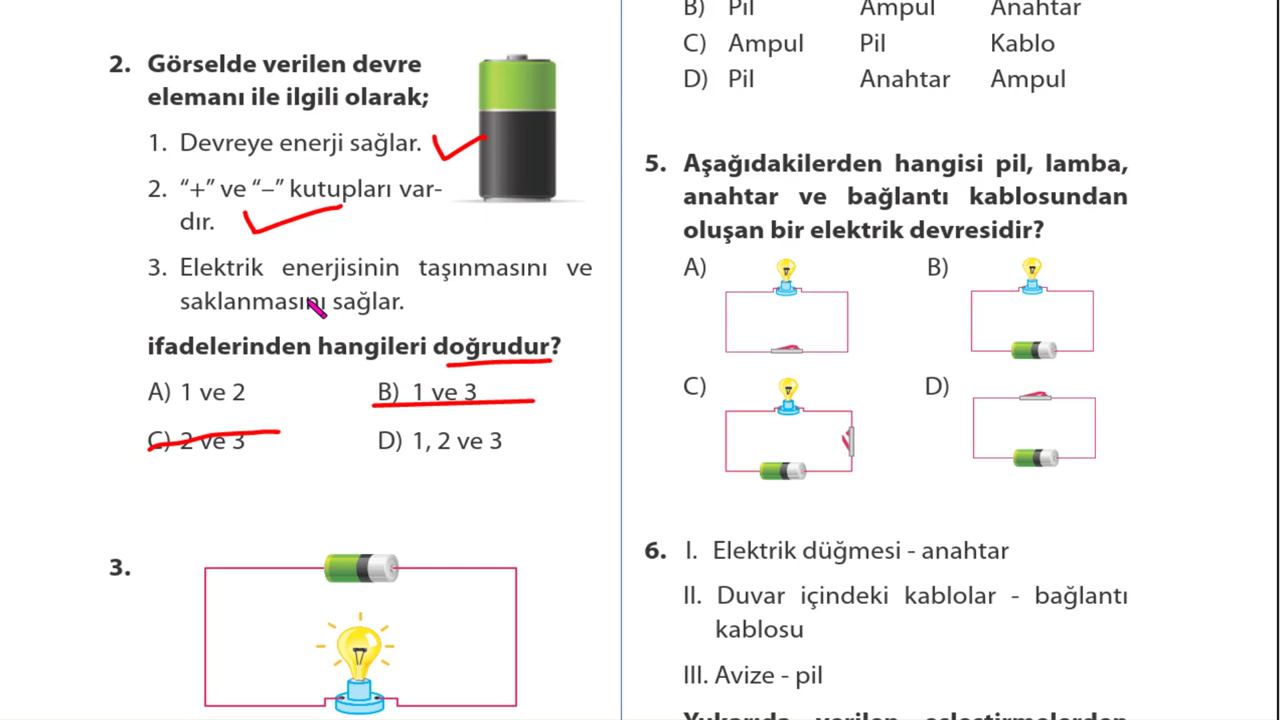 2. Görselde verilen devre
elemanı ile ilgili olarak;
1. Devreye enerji sağlar.
2. “+” ve “–” kutupları var-
dır.
3. Elektrik enerjisinin taşınmasını ve
saklanmasını sağlar.
ifadelerinden hangileri doğrudur?
A) 1 ve 2
B) 1 ve 3
C) 2 ve 3
D) 1, 2 ve 3
3.
B) Pil Ampul Anahtar
C) Ampul Pil Kablo
D) Pil Anahtar Ampul
5. Aşağıdakilerden hangisi pil, lamba,
anahtar ve bağlantı kablosundan
oluşan bir elektrik devresidir?
A)
B)
C)
D)
6. I. Elektrik düğmesi - anahtar
II. Duvar içindeki kablolar - bağlantı
kablosu
III. Avize - pil
Yukarıda verilen eşleştirmelerden